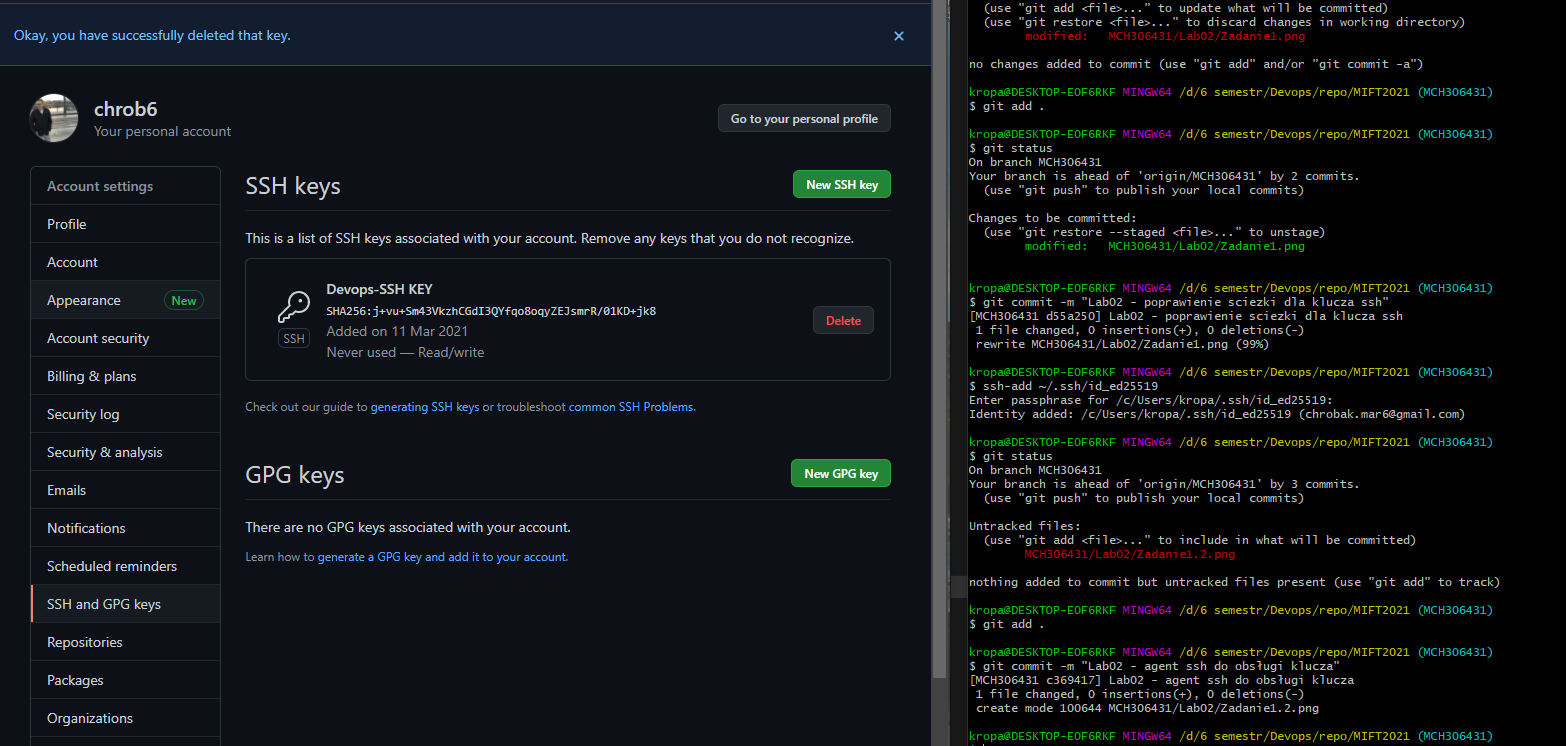 Okay, you have successfully deleted that key.
chrob6
Your personal account
Go to your personal profile
Account settings
Profile
Account
Appearance New
Account security
Billing & plans
Security log
Security & analysis
Emails
Notifications
Scheduled reminders
SSH and GPG keys
Repositories
Packages
Organizations
SSH keys
New SSH key
This is a list of SSH keys associated with your account. Remove any keys that you do not recognize.
Devops-SSH KEY
SHA256:j+vu+Sm43VkzhCGdI3QYfqo8oqyZEJsmrR/01KD+jk8
Added on 11 Mar 2021
Never used — Read/write
SSH
Delete
Check out our guide to generating SSH keys or troubleshoot common SSH Problems.
GPG keys
New GPG key
There are no GPG keys associated with your account.
Learn how to generate a GPG key and add it to your account.
(use "git add <file>..." to update what will be committed)
(use "git restore <file>..." to discard changes in working directory)
modified: MCH306431/Lab02/Zadanie1.png
no changes added to commit (use "git add" and/or "git commit -a")
kropa@DESKTOP-EOF6RKF MINGW64 /d/6 semestr/Devops/repo/MIFT2021 (MCH306431)
$ git add .
kropa@DESKTOP-EOF6RKF MINGW64 /d/6 semestr/Devops/repo/MIFT2021 (MCH306431)
$ git status
On branch MCH306431
Your branch is ahead of 'origin/MCH306431' by 2 commits.
(use "git push" to publish your local commits)
Changes to be committed:
(use "git restore --staged <file>..." to unstage)
modified: MCH306431/Lab02/Zadanie1.png
kropa@DESKTOP-EOF6RKF MINGW64 /d/6 semestr/Devops/repo/MIFT2021 (MCH306431)
$ git commit -m "Lab02 - poprawienie sciezki dla klucza ssh"
[MCH306431 d55a250] Lab02 - poprawienie sciezki dla klucza ssh
1 file changed, 0 insertions(+), 0 deletions(-)
rewrite MCH306431/Lab02/Zadanie1.png (99%)
kropa@DESKTOP-EOF6RKF MINGW64 /d/6 semestr/Devops/repo/MIFT2021 (MCH306431)
$ ssh-add ~/.ssh/id_ed25519
Enter passphrase for /c/Users/kropa/.ssh/id_ed25519:
Identity added: /c/Users/kropa/.ssh/id_ed25519 (chrobak.mar6@gmail.com)
kropa@DESKTOP-EOF6RKF MINGW64 /d/6 semestr/Devops/repo/MIFT2021 (MCH306431)
$ git status
On branch MCH306431
Your branch is ahead of 'origin/MCH306431' by 3 commits.
(use "git push" to publish your local commits)
Untracked files:
(use "git add <file>..." to include in what will be committed)
MCH306431/Lab02/Zadanie1.2.png
nothing added to commit but untracked files present (use "git add" to track)
kropa@DESKTOP-EOF6RKF MINGW64 /d/6 semestr/Devops/repo/MIFT2021 (MCH306431)
$ git add .
kropa@DESKTOP-EOF6RKF MINGW64 /d/6 semestr/Devops/repo/MIFT2021 (MCH306431)
$ git commit -m "Lab02 - agent ssh do obsługi klucza"
[MCH306431 c369417] Lab02 - agent ssh do obsługi klucza
1 file changed, 0 insertions(+), 0 deletions(-)
create mode 100644 MCH306431/Lab02/Zadanie1.2.png
kropa@DESKTOP-EOF6RKF MINGW64 /d/6 semestr/Devops/repo/MIFT2021 (MCH306431)